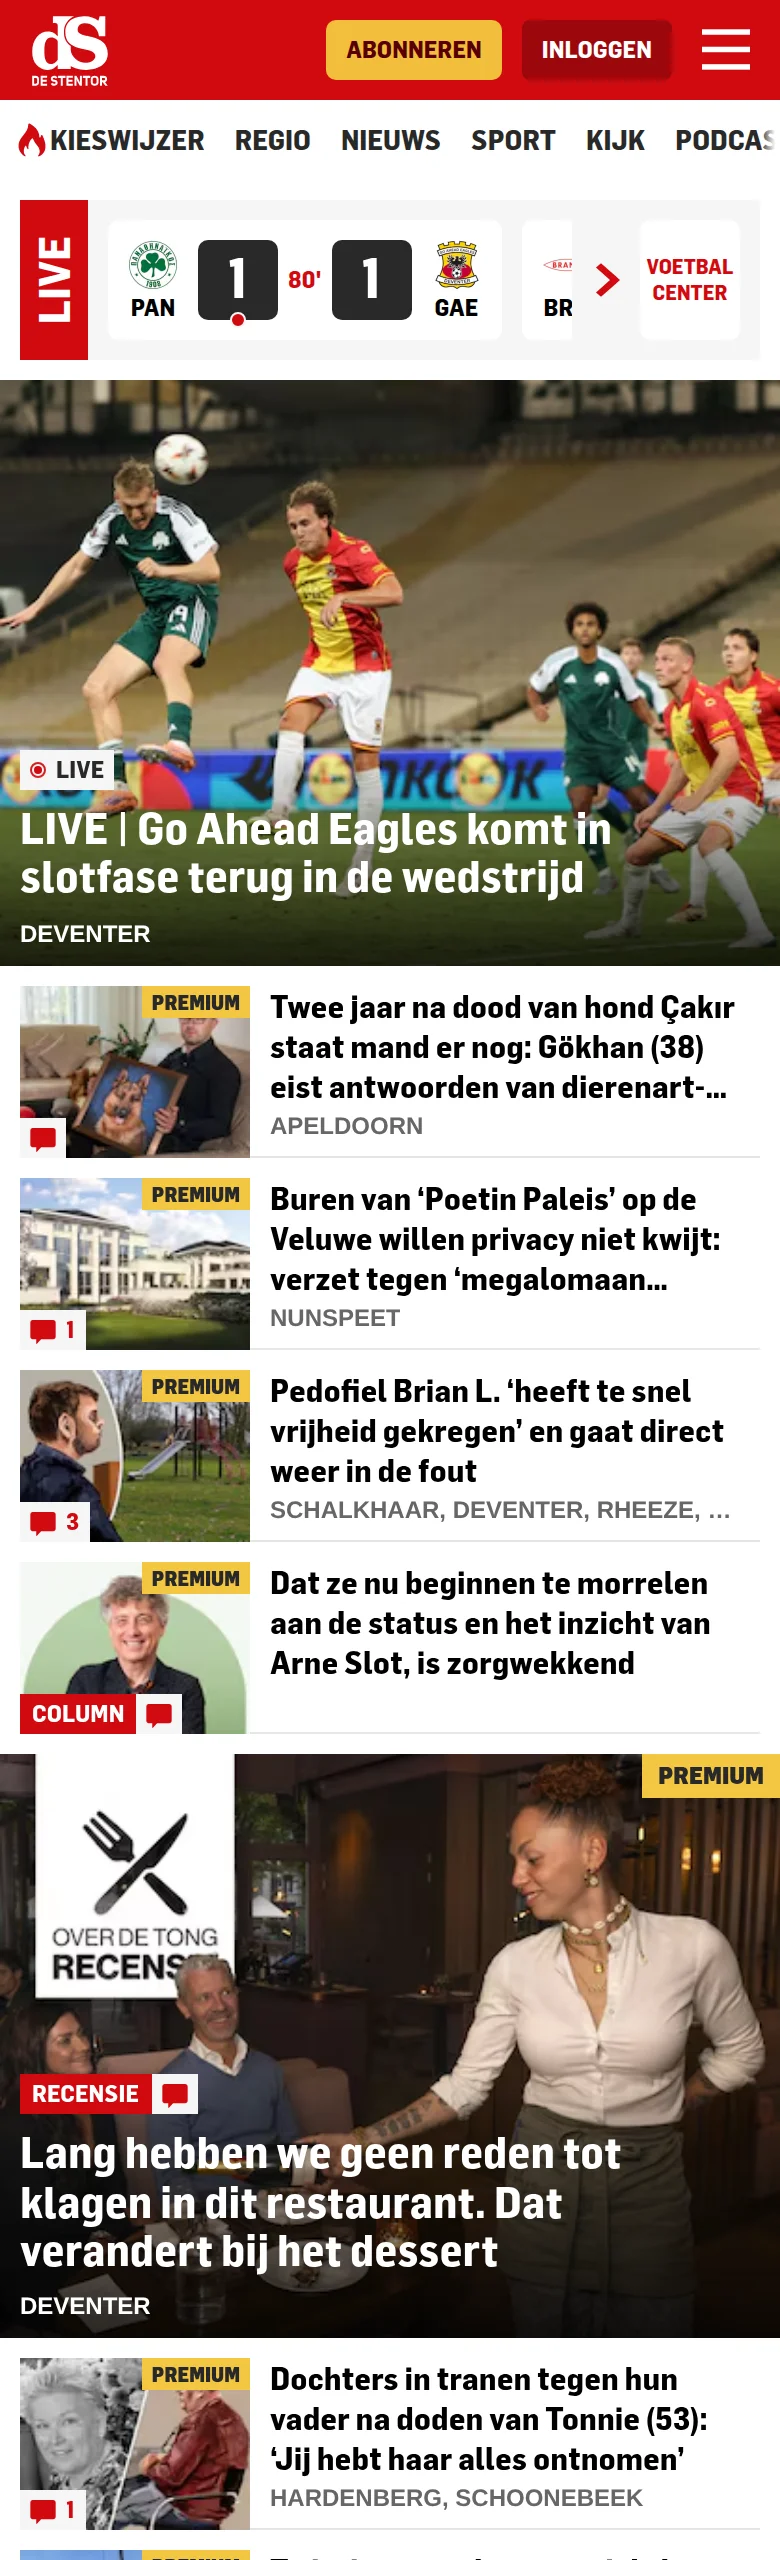 dS
DE STENTOR
ABONNEREN
INLOGGEN
KIESWIJZER REGIO NIEUWS SPORT KIJK PODCAS
LIVE
PAN
1
80'
1
GAE
BR
VOETBAL
CENTER
LIVE
LIVE | Go Ahead Eagles komt in
slotfase terug in de wedstrijd
DEVENTER
PREMIUM
Twee jaar na dood van hond Çakır
staat mand er nog: Gökhan (38)
eist antwoorden van dierenart-...
APELDOORN
PREMIUM
1
Buren van ‘Poetin Paleis’ op de
Veluwe willen privacy niet kwijt:
verzet tegen ‘megalomaan...
NUNSPEET
PREMIUM
3
Pedofiel Brian L. ‘heeft te snel
vrijheid gekregen’ en gaat direct
weer in de fout
SCHALKHAAR, DEVENTER, RHEEZE, ...
PREMIUM
COLUMN
Dat ze nu beginnen te morrelen
aan de status en het inzicht van
Arne Slot, is zorgwekkend
PREMIUM
OVER DE TONG
RECENS
RECENSIE
Lang hebben we geen reden tot
klagen in dit restaurant. Dat
verandert bij het dessert
DEVENTER
PREMIUM
1
Dochters in tranen tegen hun
vader na doden van Tonnie (53):
‘Jij hebt haar alles ontnomen’
HARDENBERG, SCHOONEBEEK